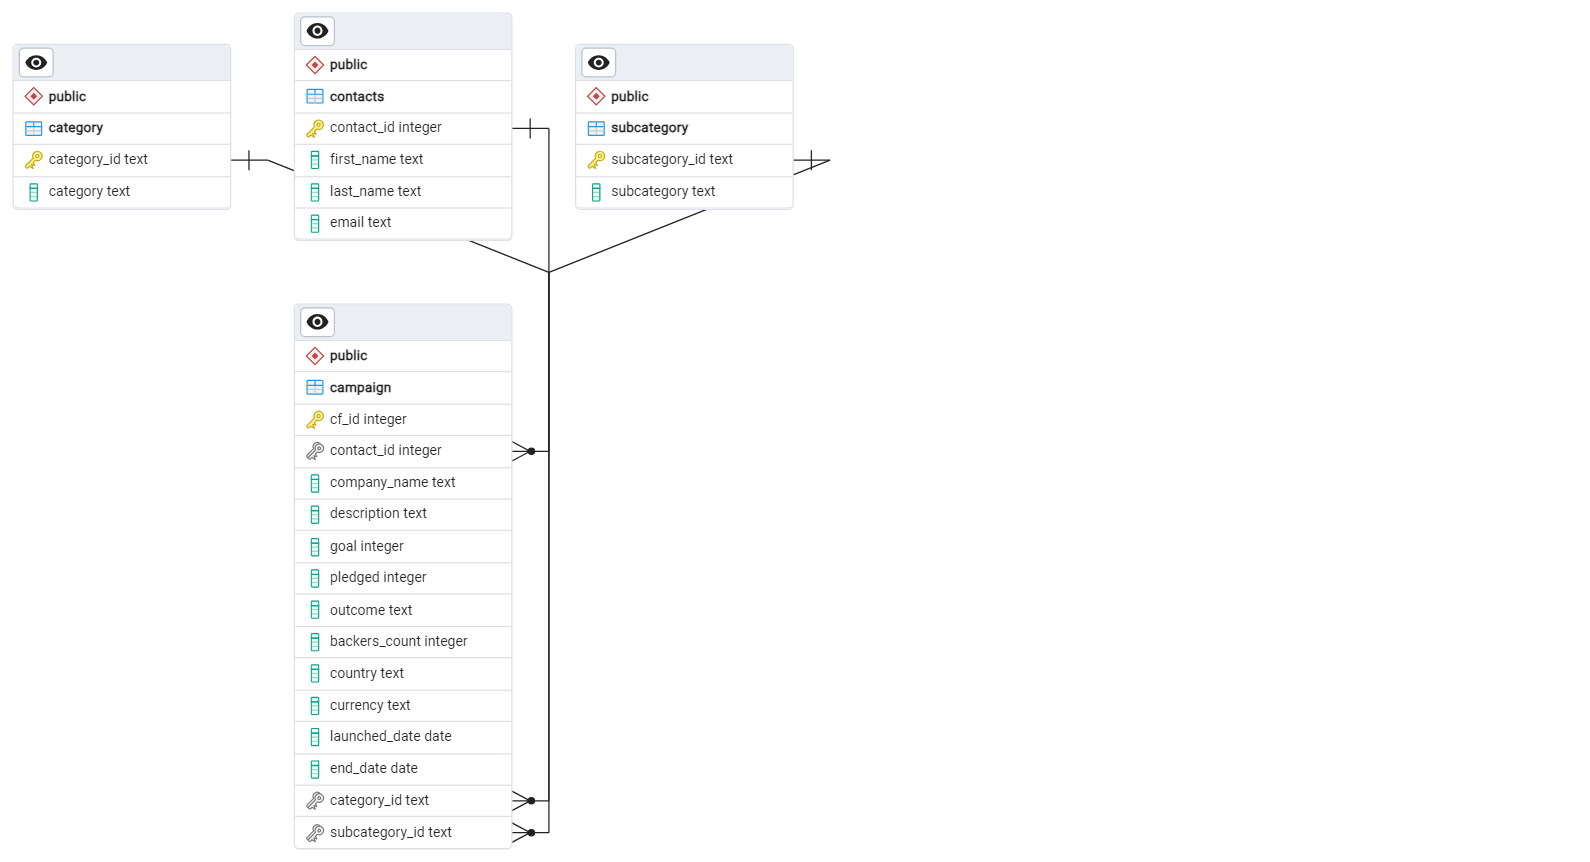 public
category
category_id text
category text
public
contacts
contact_id integer
first_name text
last_name text
email text
public
subcategory
subcategory_id text
subcategory text
public
campaign
cf_id integer
contact_id integer
company_name text
description text
goal integer
pledged integer
outcome text
backers_count integer
country text
currency text
launched_date date
end_date date
category_id text
subcategory_id text